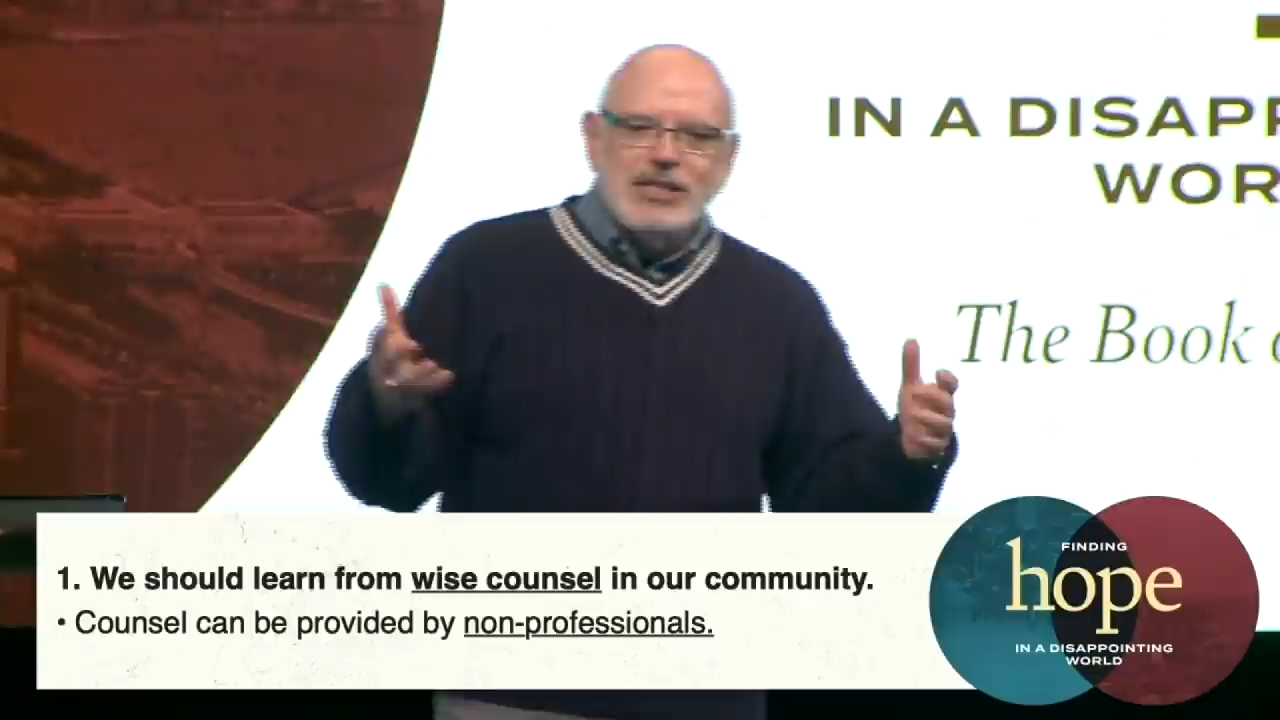 IN A DISAPP
WOR
The Book
1. We should learn from wise counsel in our community.
• Counsel can be provided by non-professionals.
FINDING
hope
IN A DISAPPOINTING
WORLD